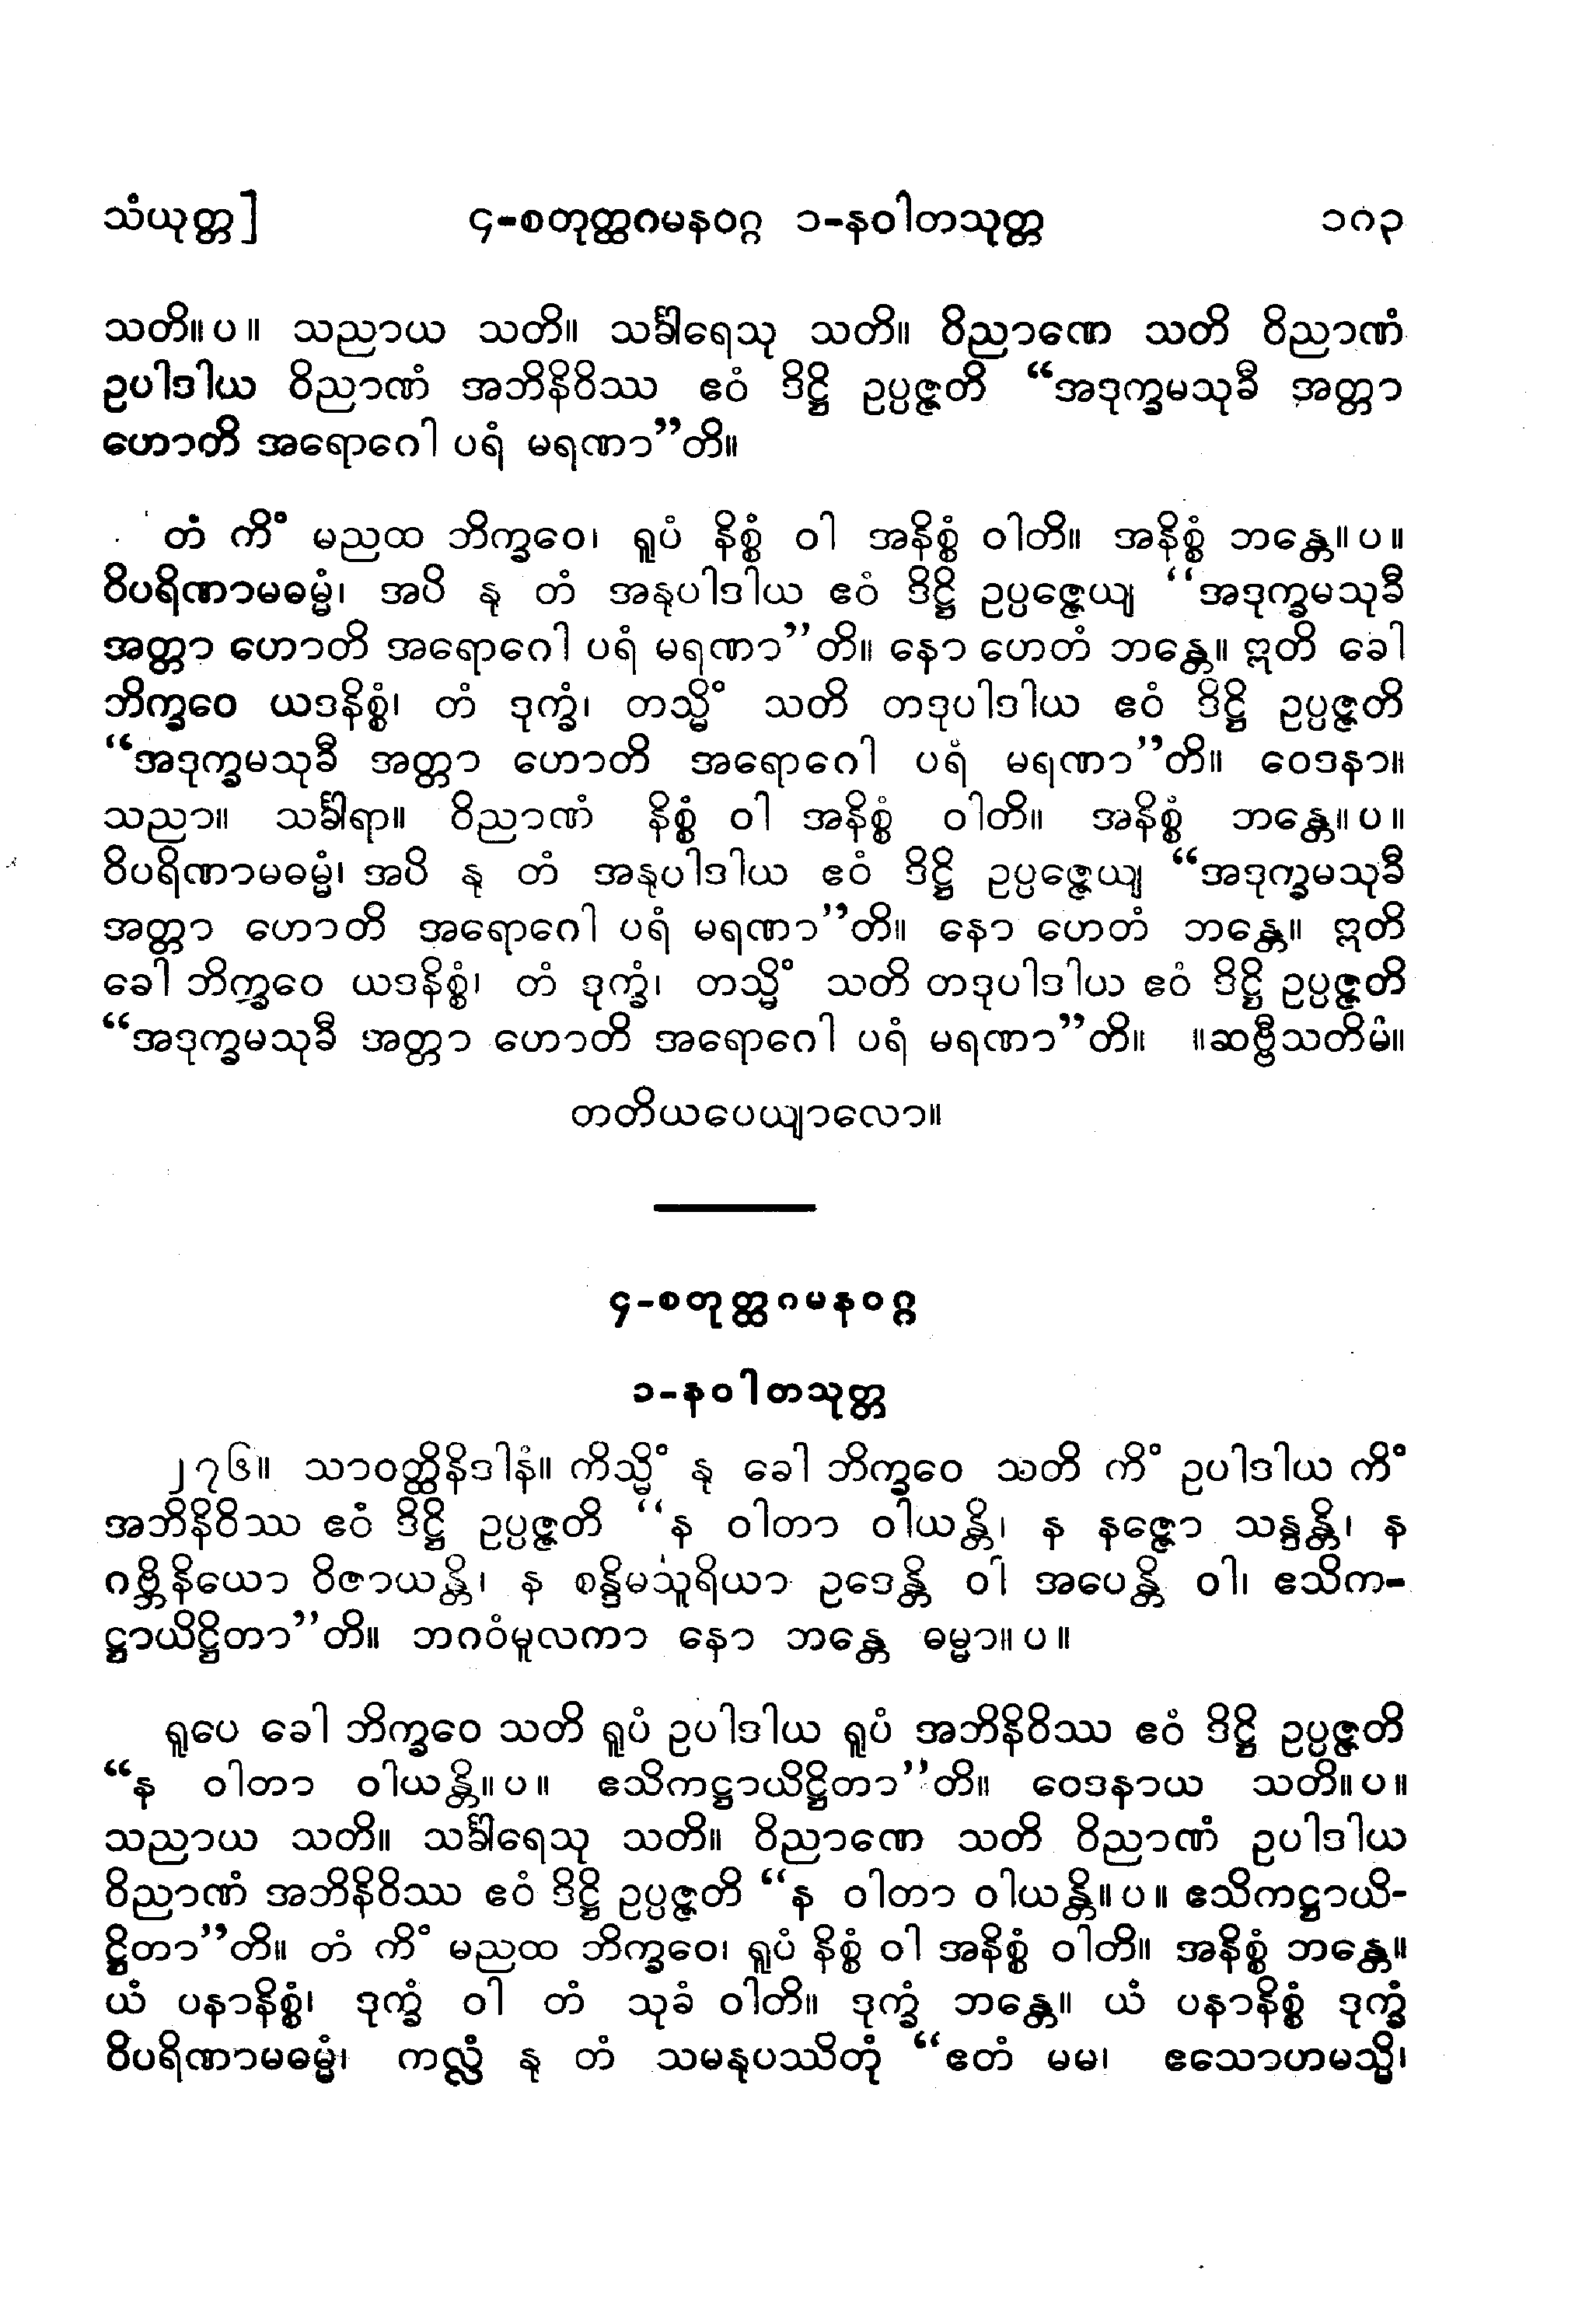 သံယုတ္တ] ၄-စတုတ္ထဂမနဝဂ္ဂ ၁-နဝါတသုတ္တ ၁၈၃
သတိ။ပ။ သညာယ သတိ။ သင်္ခါရေသု သတိ။ ဝိညာဏေ သတိ ဝိညာဏံ
ဥပါဒါယ ဝိညာဏံ အဘိနိဝိဿ ဧဝံ ဒိဋ္ဌိ ဥပ္ပဇ္ဇတိ “အဒုက္ခမသုခီ အတ္တာ
ဟောတိ အရောဂေါ ပရံ မရဏာ”တိ။
တံ ကိံ မညထ ဘိက္ခဝေ၊ ရူပံ နိစ္စံ ဝါ အနိစ္စံ ဝါတိ။ အနိစ္စံ ဘန္တေ။ပ။
ဝိပရိဏာမဓမ္မံ၊ အပိ နု တံ အနုပါဒါယ ဧဝံ ဒိဋ္ဌိ ဥပ္ပဇ္ဇေယျ “အဒုက္ခမသုခီ
အတ္တာ ဟောတိ အရောဂေါ ပရံ မရဏာ”တိ။ နော ဟေတံ ဘန္တေ။ ဣတိ ခေါ
ဘိက္ခဝေ ယဒနိစ္စံ၊ တံ ဒုက္ခံ၊ တသ္မိံ သတိ တဒုပါဒါယ ဧဝံ ဒိဋ္ဌိ ဥပ္ပဇ္ဇတိ
“အဒုက္ခမသုခီ အတ္တာ ဟောတိ အရောဂေါ ပရံ မရဏာ”တိ။ ဝေဒနာ။
သညာ။ သင်္ခါရာ။ ဝိညာဏံ နိစ္စံ ဝါ အနိစ္စံ ဝါတိ။ အနိစ္စံ ဘန္တေ။ပ။
ဝိပရိဏာမဓမ္မံ၊ အပိ နု တံ အနုပါဒါယ ဧဝံ ဒိဋ္ဌိ ဥပ္ပဇ္ဇေယျ “အဒုက္ခမသုခီ
အတ္တာ ဟောတိ အရောဂေါ ပရံ မရဏာ”တိ။ နော ဟေတံ ဘန္တေ။ ဣတိ
ခေါ ဘိက္ခဝေ ယဒနိစ္စံ၊ တံ ဒုက္ခံ၊ တသ္မိံ သတိ တဒုပါဒါယ ဧဝံ ဒိဋ္ဌိ ဥပ္ပဇ္ဇတိ
“အဒုက္ခမသုခီ အတ္တာ ဟောတိ အရောဂေါ ပရံ မရဏာ”တိ။ ။ဆဗ္ဗီသတိမံ။
တတိယပေယျာလော။
၄-စတုတ္ထဂမနဝဂ္ဂ
၁-နဝါတသုတ္တ
၂၇၆။ သာဝတ္ထိနိဒါနံ။ ကိသ္မိံ နု ခေါ ဘိက္ခဝေ သတိ ကိံ ဥပါဒါယ ကိံ
အဘိနိဝိဿ ဧဝံ ဒိဋ္ဌိ ဥပ္ပဇ္ဇတိ “န ဝါတာ ဝါယန္တိ၊ န နဇ္ဇော သန္ဒန္တိ၊ န
ဂဗ္ဘိနိယော ဝိဇာယန္တိ၊ န စန္ဒိမသူရိယာ ဥဒေန္တိ ဝါ အပေန္တိ ဝါ၊ ဧသိက-
ဋ္ဌာယိဋ္ဌိတာ”တိ။ ဘဂဝံမူလကာ နော ဘန္တေ ဓမ္မာ။ပ။
ရူပေ ခေါ ဘိက္ခဝေ သတိ ရူပံ ဥပါဒါယ ရူပံ အဘိနိဝိဿ ဧဝံ ဒိဋ္ဌိ ဥပ္ပဇ္ဇတိ
“န ဝါတာ ဝါယန္တိ။ပ။ ဧသိကဋ္ဌာယိဋ္ဌိတာ”တိ။ ဝေဒနာယ သတိ။ပ။
သညာယ သတိ။ သင်္ခါရေသု သတိ။ ဝိညာဏေ သတိ ဝိညာဏံ ဥပါဒါယ
ဝိညာဏံ အဘိနိဝိဿ ဧဝံ ဒိဋ္ဌိ ဥပ္ပဇ္ဇတိ “န ဝါတာ ဝါယန္တိ။ပ။ ဧသိကဋ္ဌာယိ-
ဋ္ဌိတာ”တိ။ တံ ကိံ မညထ ဘိက္ခဝေ၊ ရူပံ နိစ္စံ ဝါ အနိစ္စံ ဝါတိ။ အနိစ္စံ ဘန္တေ။
ယံ ပနာနိစ္စံ၊ ဒုက္ခံ ဝါ တံ သုခံ ဝါတိ။ ဒုက္ခံ ဘန္တေ။ ယံ ပနာနိစ္စံ ဒုက္ခံ
ဝိပရိဏာမဓမ္မံ၊ ကလ္လံ နု တံ သမနုပဿိတုံ “ဧတံ မမ၊ ဧသောဟမသ္မိ၊